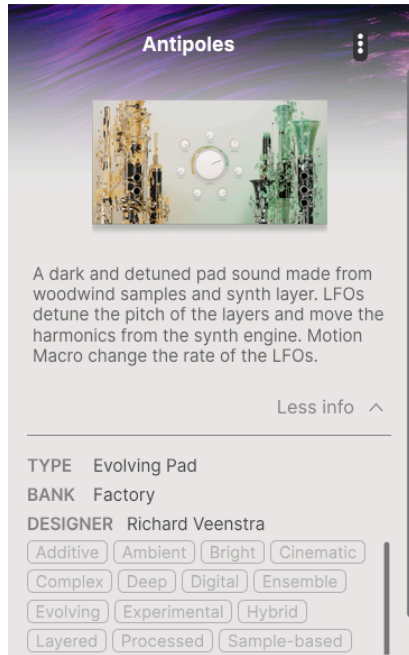 Antipoles
A dark and detuned pad sound made from
woodwind samples and synth layer. LFOs
detune the pitch of the layers and move the
harmonics from the synth engine. Motion
Macro change the rate of the LFOs.
Less info
TYPE Evolving Pad
BANK Factory
DESIGNER Richard Veenstra
Additive Ambient Bright Cinematic
Complex Deep Digital Ensemble
Evolving Experimental Hybrid
Layered Processed Sample-based